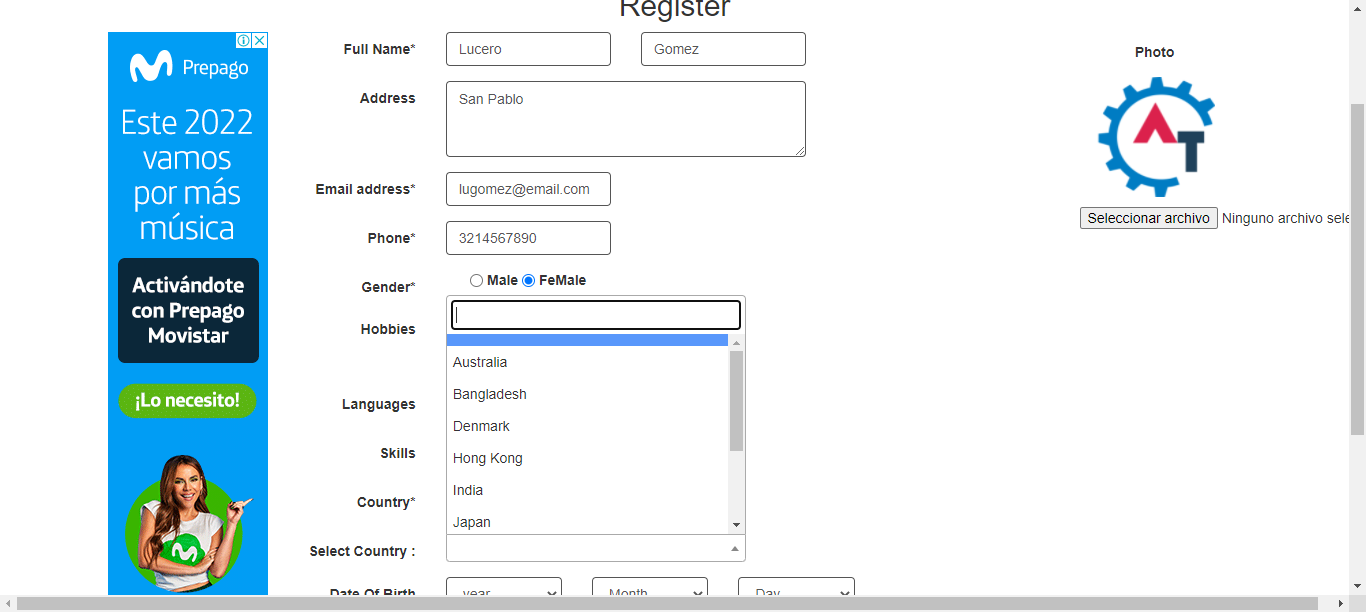 Register
Prepago
Este 2022
vamos
por más
música
Activándote
con Prepago
Movistar
¡Lo necesito!
Full Name*
Lucero
Gomez
Address
San Pablo
Email address*
lugomez@email.com
Phone*
3214567890
Gender*
Male
FeMale
Hobbies
Languages
Skills
Country*
Australia
Bangladesh
Denmark
Hong Kong
India
Japan
Select Country :
Date Of Birth
year
Month
Day
Photo
AT
Seleccionar archivo
Ninguno archivo sele